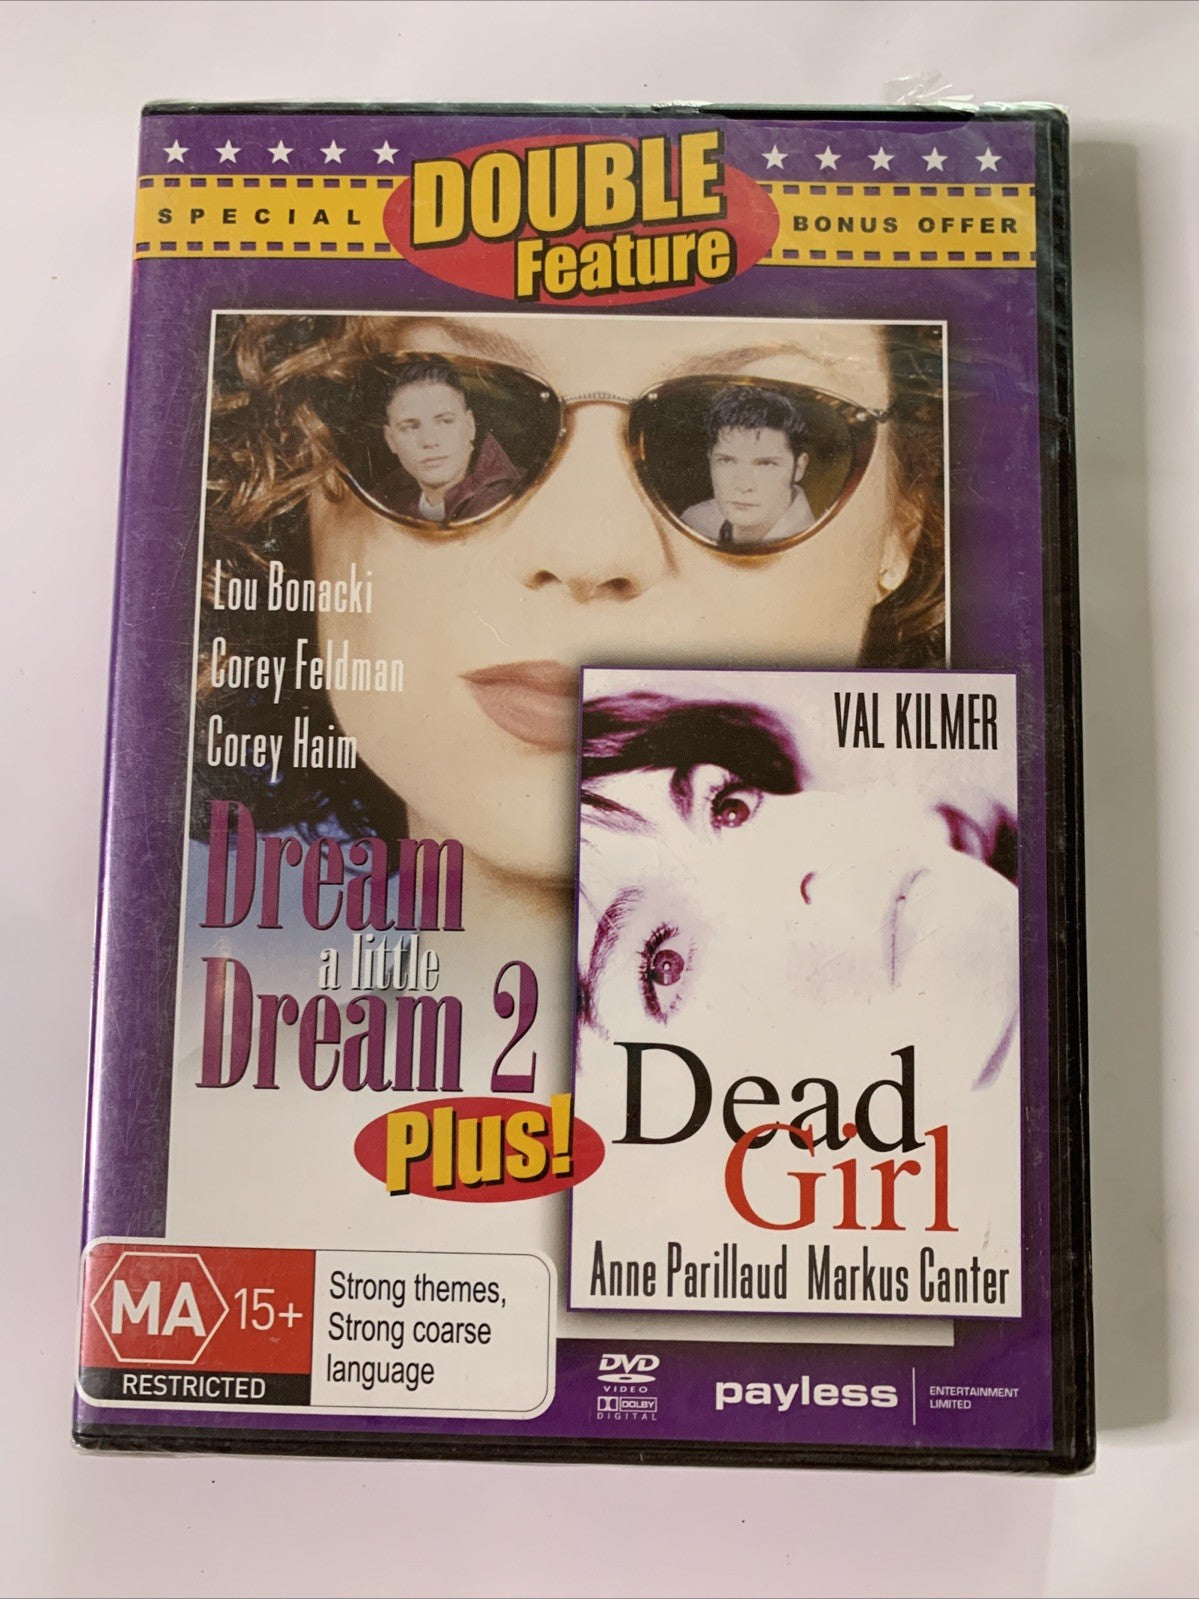 SPECIAL
DOUBLE
Feature
BONUS OFFER
Lou Bonacki
Corey Feldman
Corey Haim
Dream
a little
Dream 2
Plus!
VAL KILMER
Dead
Girl
Anne Parillaud Markus Canter
MA 15+
RESTRICTED
Strong themes,
Strong coarse
language
DVD
VIDEO
DOLBY
DIGITAL
payless
ENTERTAINMENT
LIMITED